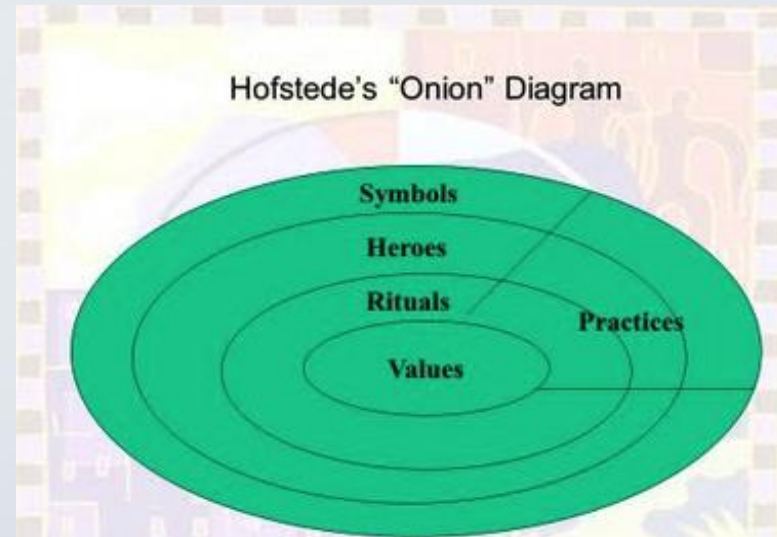 Hofstede's “Onion” Diagram
Symbols
Heroes
Rituals
Practices
Values